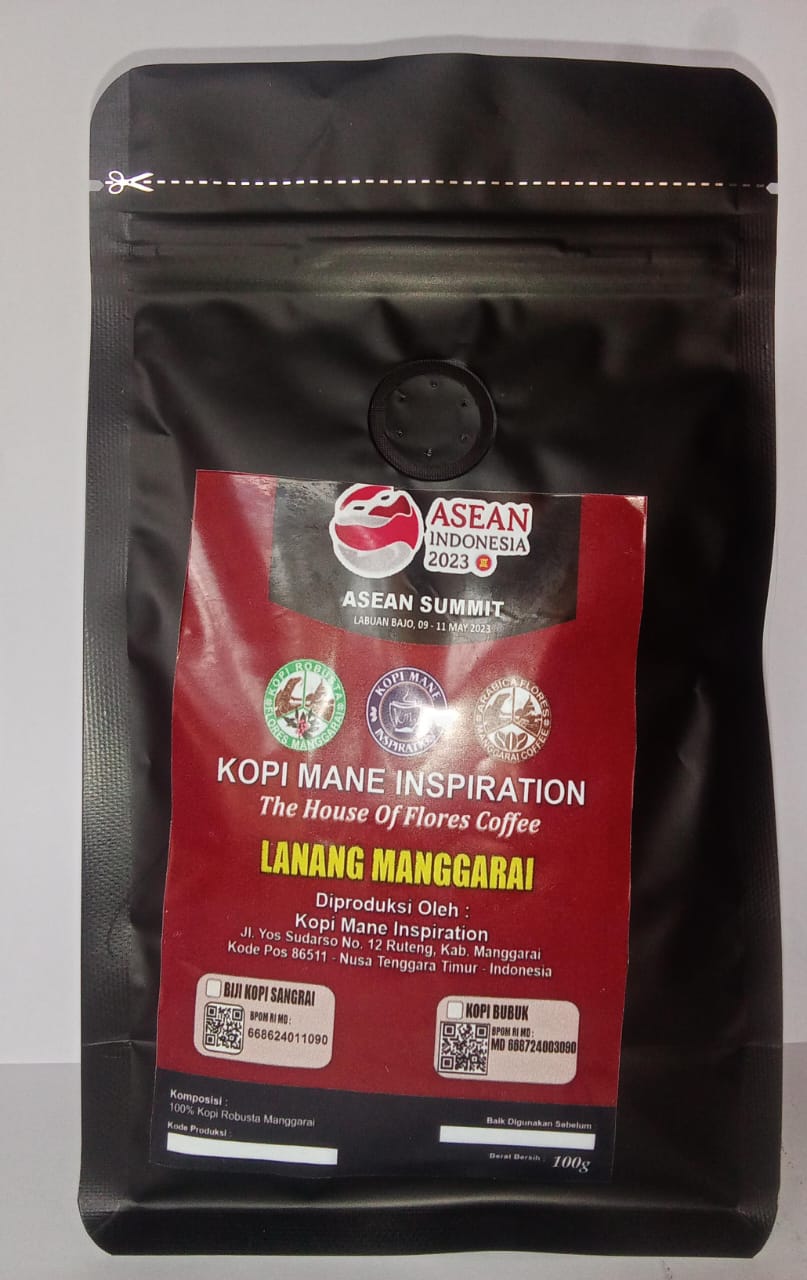 ASEAN
INDONESIA
2023
ASEAN SUMMIT
LABUAN BAJO, 09 - 11 MAY 2023
KOPI ROBUSTA
FLORES MANGGARAI
KOPI MANE
INSPIRATION
ARABICA FLORES
MANGGARAI COFFEE
KOPI MANE INSPIRATION
The House Of Flores Coffee
LANANG MANGGARAI
Diproduksi Oleh :
Kopi Mane Inspiration
Jl. Yos Sudarso No. 12 Ruteng, Kab. Manggarai
Kode Pos 86511 - Nusa Tenggara Timur - Indonesia
BIJI KOPI SANGRAI
BPOM RI MD :
668624011090
KOPI BUBUK
BPOM RI MD :
MD 668724003090
Komposisi :
100% Kopi Robusta Manggarai
Kode Produksi :
Baik Digunakan Sebelum
Berat Bersih : 100g